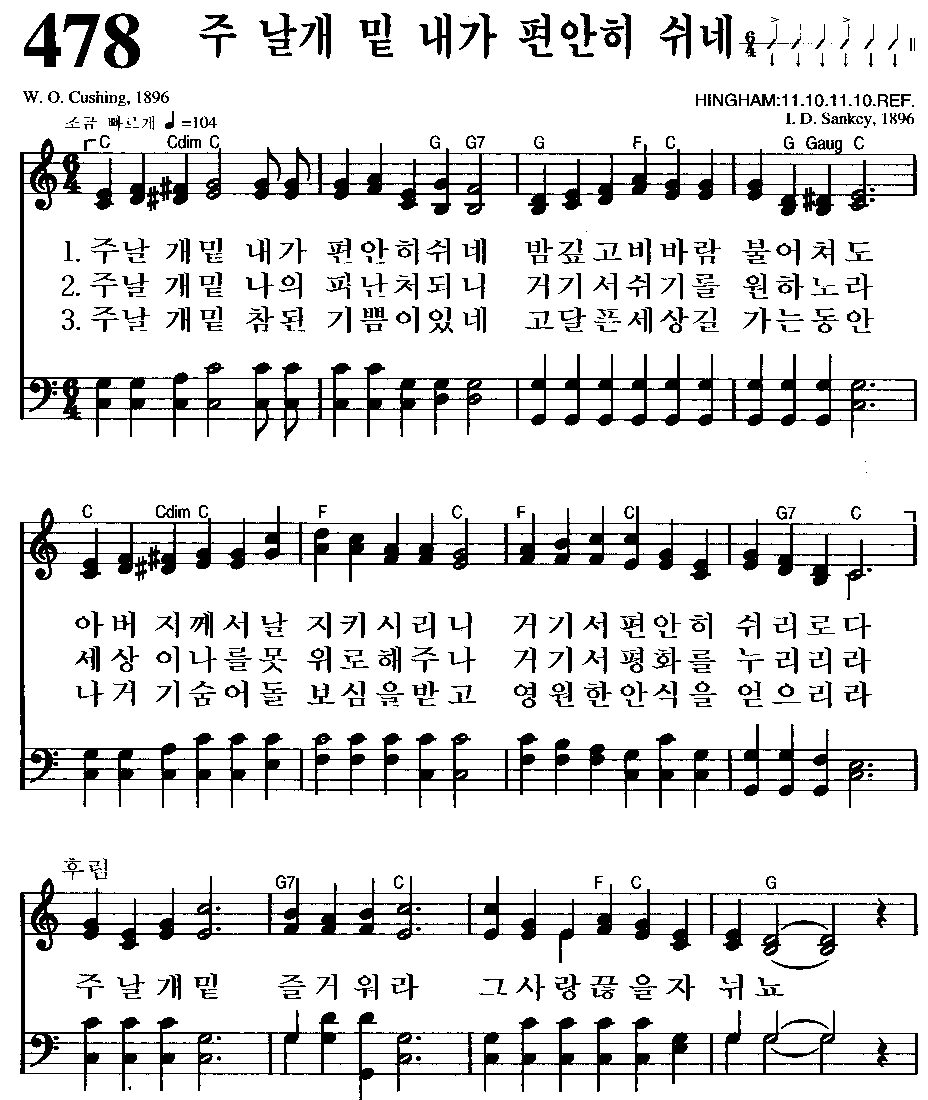 478 주 날개 밑 내가 편안히 쉬네 6/4
W. O. Cushing, 1896 HINGHAM:11.10.11.10.REF.
조금 빠르게 ♩=104 I. D. Sankey, 1896
C Cdim C G G7 G F C G Gaug C
1. 주날 개밑 내가 편안히쉬네 밤깊고비바람 불어쳐도
2. 주날 개밑 나의 피난처되니 거기서쉬기를 원하노라
3. 주날 개밑 참된 기쁨이있네 고달픈세상길 가는동안
C Cdim C F C F C G7 C
아버 지께서날 지키시리니 거기서편안히 쉬리로다
세상 이나를못 위로해주나 거기서평화를 누리리라
나거 기숨어돌 보심을받고 영원한안식을 얻으리라
후렴
G7 C F C G
주날개밑 즐거워라 그사랑끊을자 뉘뇨